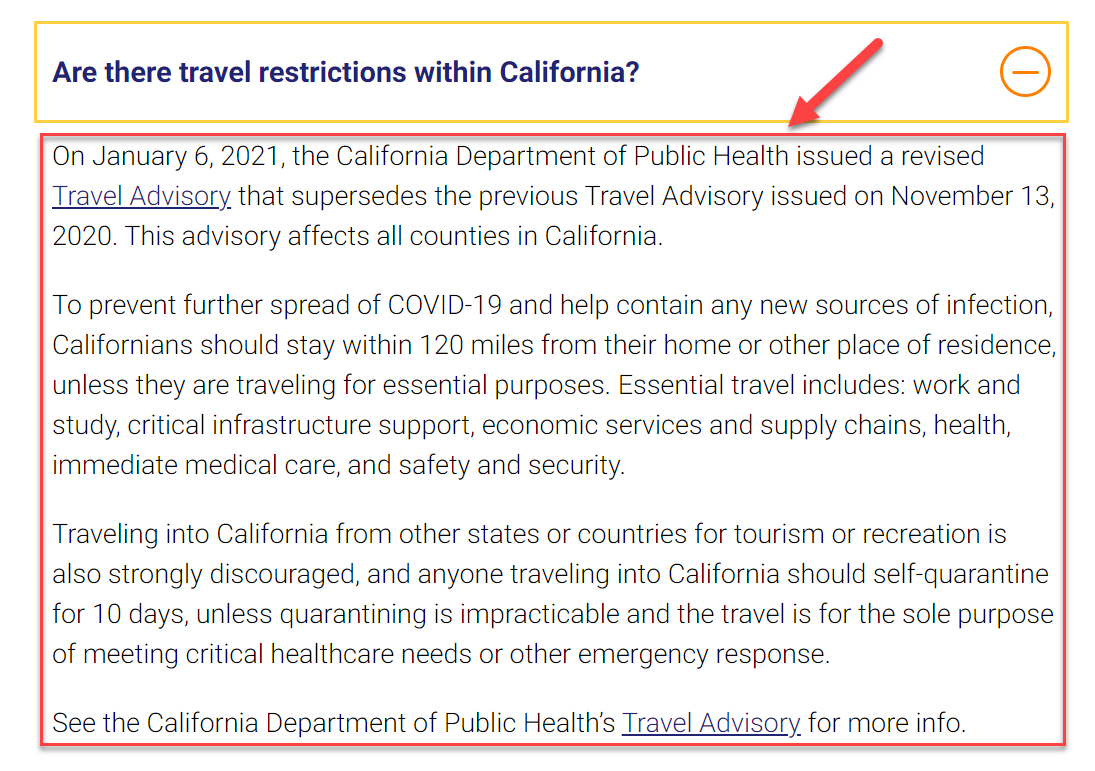 Are there travel restrictions within California?
On January 6, 2021, the California Department of Public Health issued a revised
Travel Advisory that supersedes the previous Travel Advisory issued on November 13,
2020. This advisory affects all counties in California.
To prevent further spread of COVID-19 and help contain any new sources of infection,
Californians should stay within 120 miles from their home or other place of residence,
unless they are traveling for essential purposes. Essential travel includes: work and
study, critical infrastructure support, economic services and supply chains, health,
immediate medical care, and safety and security.
Traveling into California from other states or countries for tourism or recreation is
also strongly discouraged, and anyone traveling into California should self-quarantine
for 10 days, unless quarantining is impracticable and the travel is for the sole purpose
of meeting critical healthcare needs or other emergency response.
See the California Department of Public Health’s Travel Advisory for more info.